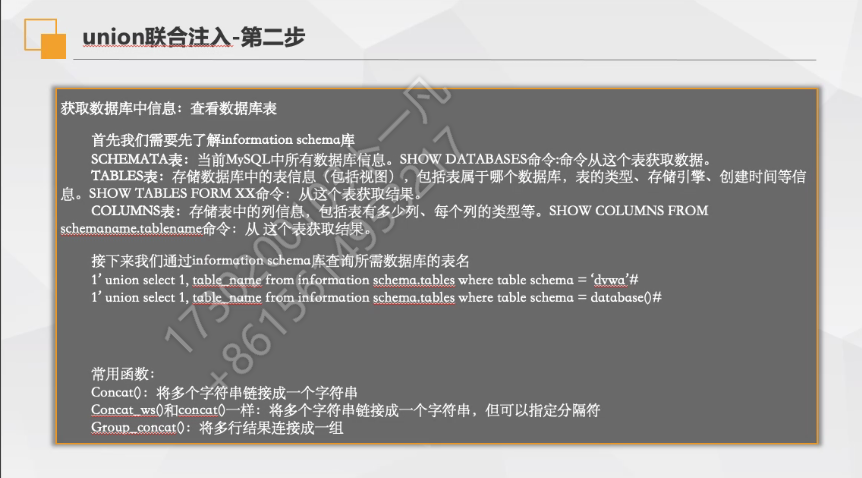 union联合注入-第二步
获取数据库中信息：查看数据库表
首先我们需要先了解information schema库
SCHEMATA表：当前MySQL中所有数据库信息。SHOW DATABASES命令:命令从这个表获取数据。
TABLES表：存储数据库中的表信息（包括视图），包括表属于哪个数据库，表的类型、存储引擎、创建时间等信
息。SHOW TABLES FORM XX命令：从这个表获取结果。
COLUMNS表：存储表中的列信息，包括表有多少列、每个列的类型等。SHOW COLUMNS FROM
schemaname.tablename命令：从 这个表获取结果。
接下来我们通过information schema库查询所需数据库的表名
1’ union select 1, table_name from information schema.tables where table schema = ‘dvwa’#
1’ union select 1, table_name from information schema.tables where table schema = database()#
常用函数：
Concat()：将多个字符串链接成一个字符串
Concat_ws()和concat()一样：将多个字符串链接成一个字符串，但可以指定分隔符
Group_concat()：将多行结果连接成一组